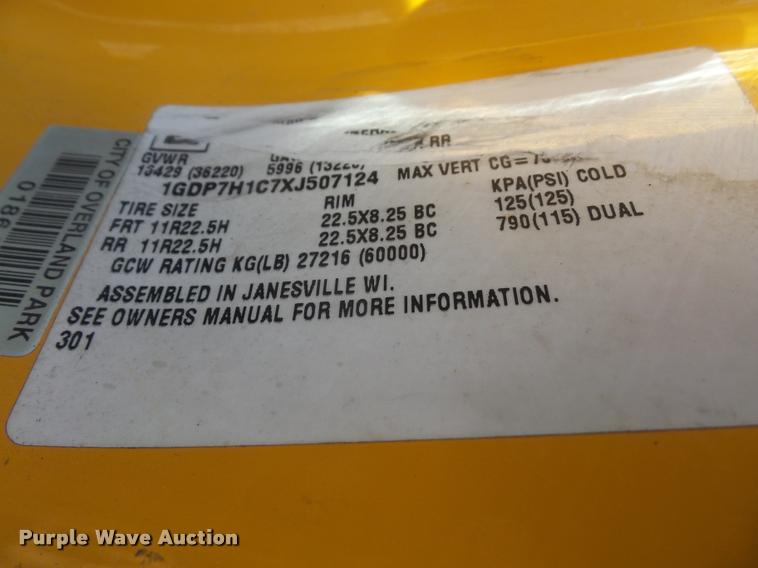 CITY OF OVERLAND PARK
0186
RR
GVWR
13429 (36220) 5996 MAX VERT CG=
1GDP7H1C7XJ507124
TIRE SIZE RIM KPA(PSI) COLD
FRT 11R22.5H 22.5X8.25 BC 125(125)
RR 11R22.5H 22.5X8.25 BC 790(115) DUAL
GCW RATING KG(LB) 27216 (60000)
ASSEMBLED IN JANESVILLE WI.
SEE OWNERS MANUAL FOR MORE INFORMATION.
301
Purple Wave Auction